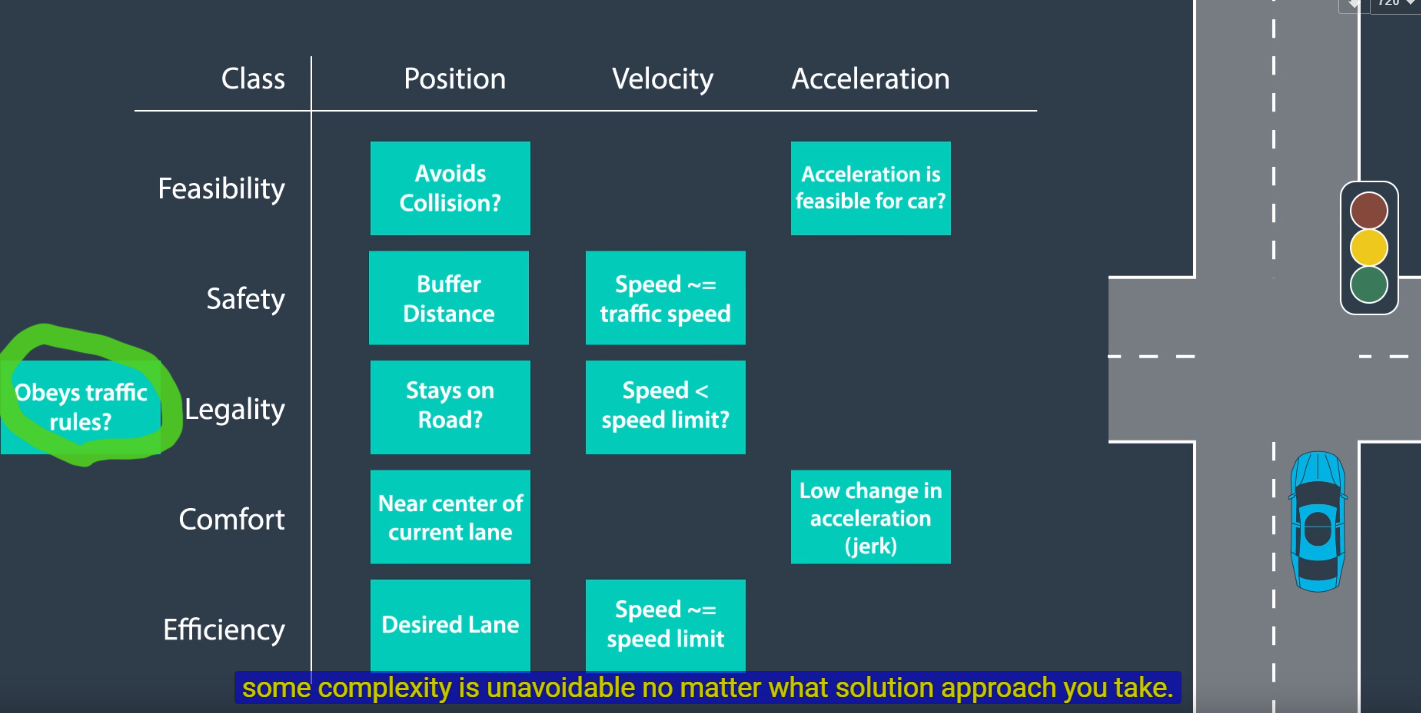 720
Class
Position
Velocity
Acceleration
Feasibility
Avoids
Collision?
Acceleration is
feasible for car?
Safety
Buffer
Distance
Speed ~=
traffic speed
Obeys traffic
rules?
Legality
Stays on
Road?
Speed <
speed limit?
Comfort
Near center of
current lane
Low change in
acceleration
(jerk)
Efficiency
Desired Lane
Speed ~=
speed limit
some complexity is unavoidable no matter what solution approach you take.